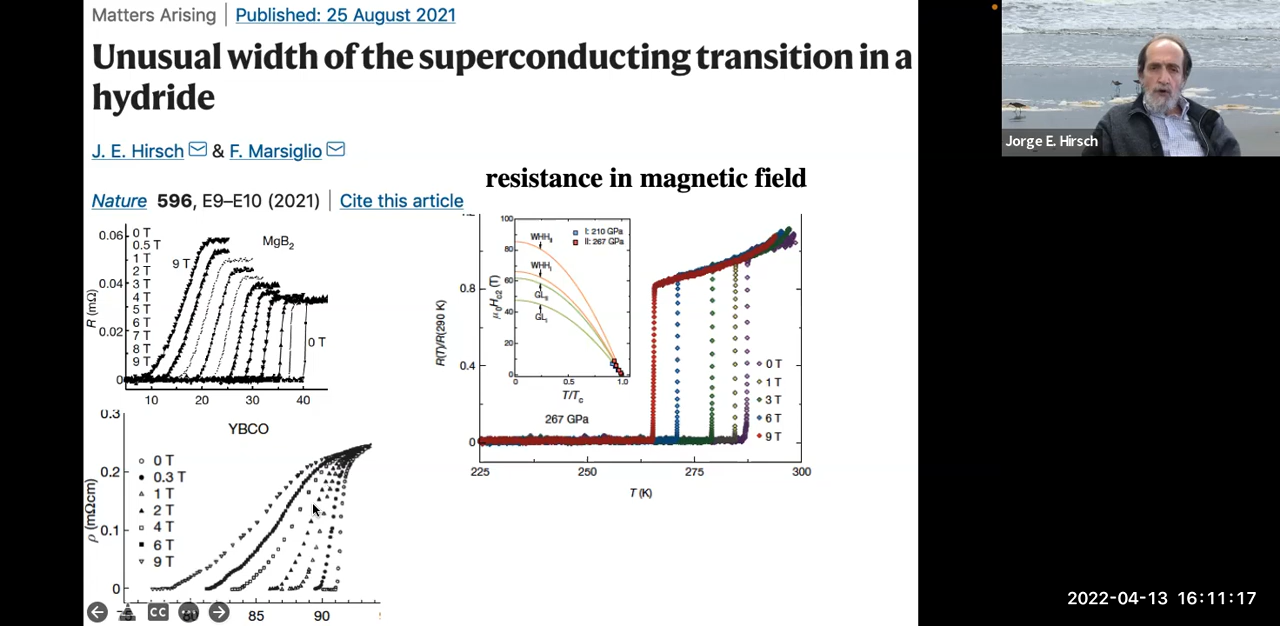 Matters Arising | Published: 25 August 2021
Unusual width of the superconducting transition in a
hydride
J. E. Hirsch & F. Marsiglio
resistance in magnetic field
Nature 596, E9–E10 (2021) | Cite this article
MgB2
R (mΩ)
0.06
0.04
0.02
0
0 T
0.5 T
1 T
2 T
3 T
4 T
5 T
6 T
7 T
8 T
9 T
9 T
0 T
10 20 30 40
YBCO
ρ (mΩcm)
0.3
0.2
0.1
0
0 T
0.3 T
1 T
2 T
4 T
6 T
9 T
CC
80 85 90
R(T)/R(290 K)
0.8
0.4
0
μ0Hc2 (T)
100
80
60
40
20
0
WHHII
WHHI
GLII
GLI
I: 210 GPa
II: 267 GPa
0 0.5 1.0
T/Tc
267 GPa
0 T
1 T
3 T
6 T
9 T
225 250 275 300
T (K)
Jorge E. Hirsch
2022-04-13 16:11:17